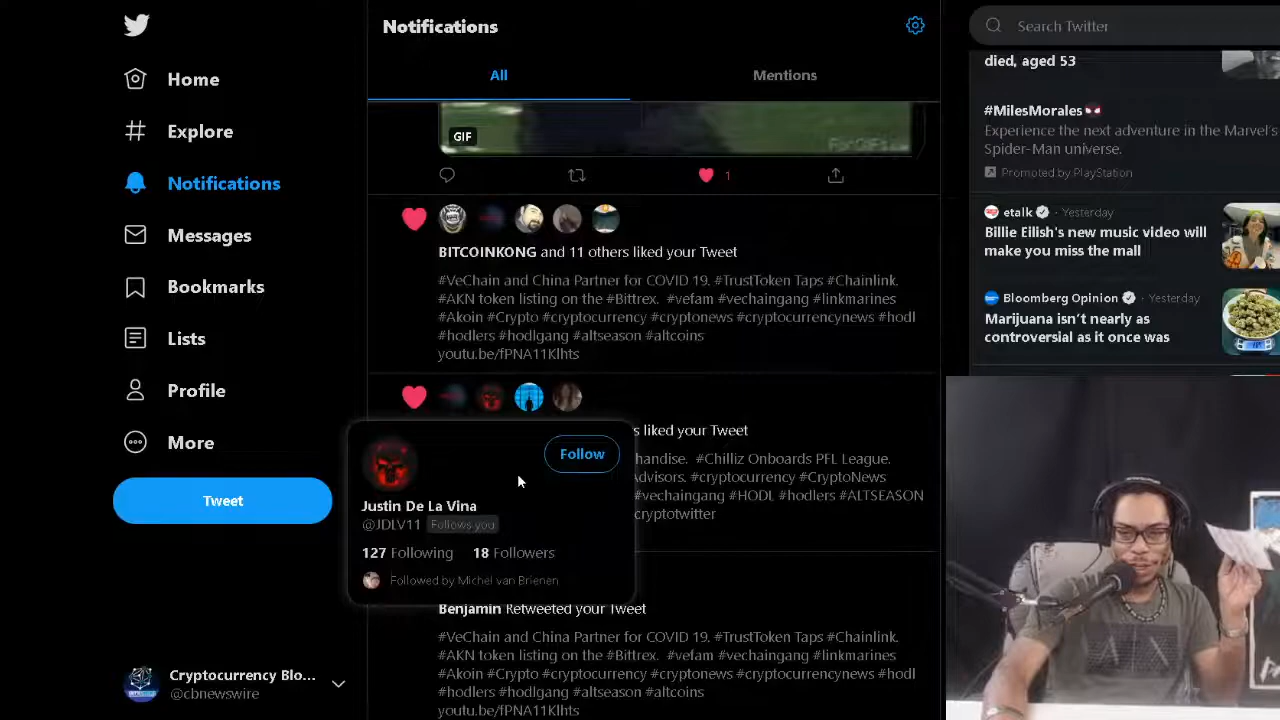 Notifications
Search Twitter
Home
Explore
Notifications
Messages
Bookmarks
Lists
Profile
More
Tweet
Cryptocurrency Blo...
@cbnewswire
All
Mentions
GIF
1
BITCOINKONG and 11 others liked your Tweet
#VeChain and China Partner for COVID 19. #TrustToken Taps #Chainlink.
#AKN token listing on the #Bittrex. #vefam #vechaingang #linkmarines
#Akoin #Crypto #cryptocurrency #cryptonews #cryptocurrencynews #hodl
#hodlers #hodlgang #altseason #altcoins
youtu.be/fPNA11Klhts
liked your Tweet
#Chilliz Onboards PFL League.
#cryptocurrency #CryptoNews
#vechaingang #HODL #hodlers #ALTSEASON
cryptotwitter
Follow
Justin De La Vina
@JDLV11 Follows you
127 Following 18 Followers
Followed by Michel van Brienen
Benjamin Retweeted your Tweet
#VeChain and China Partner for COVID 19. #TrustToken Taps #Chainlink.
#AKN token listing on the #Bittrex. #vefam #vechaingang #linkmarines
#Akoin #Crypto #cryptocurrency #cryptonews #cryptocurrencynews #hodl
#hodlers #hodlgang #altseason #altcoins
youtu.be/fPNA11Klhts
died, aged 53
#MilesMorales
Experience the next adventure in the Marvel's
Spider-Man universe.
Promoted by PlayStation
etalk · Yesterday
Billie Eilish's new music video will
make you miss the mall
Bloomberg Opinion · Yesterday
Marijuana isn't nearly as
controversial as it once was